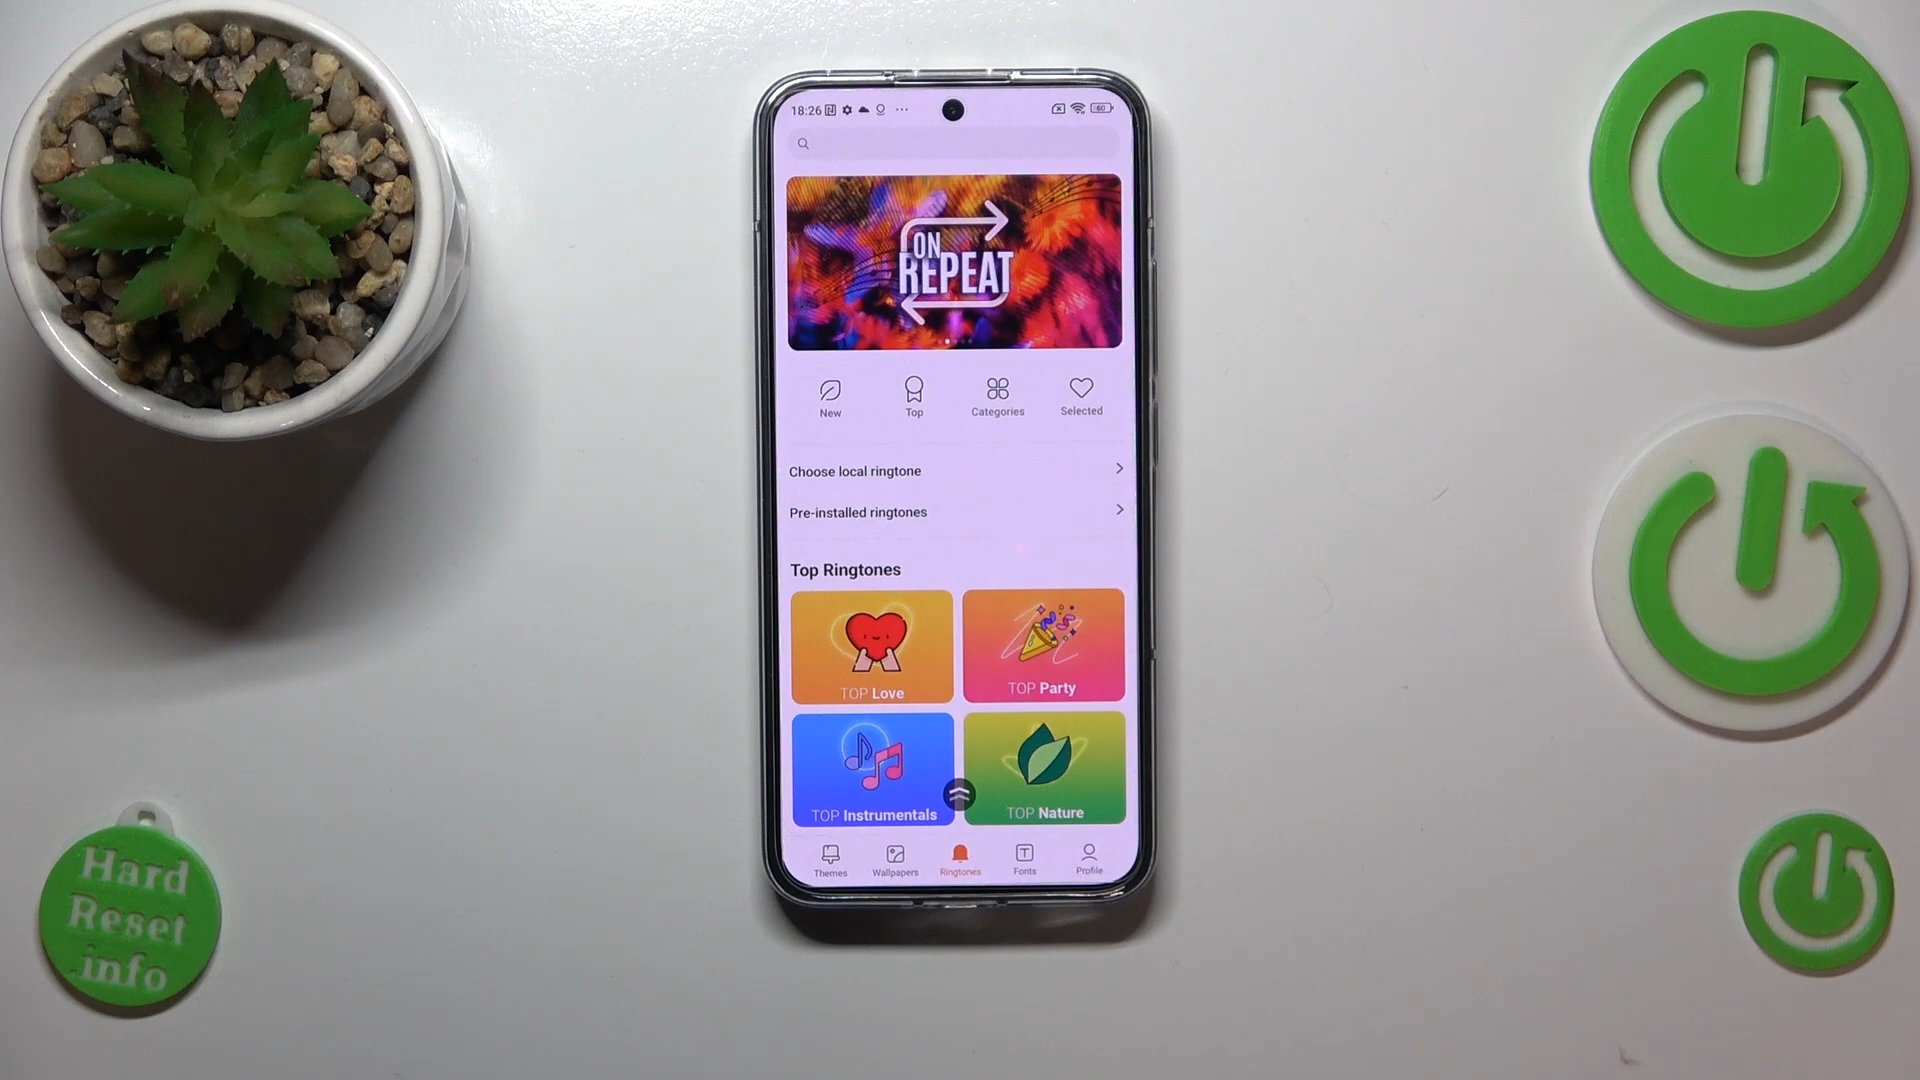 18:26
60
ON
REPEAT
New
Top
Categories
Selected
Choose local ringtone
Pre-installed ringtones
Top Ringtones
TOP Love
TOP Party
TOP Instrumentals
TOP Nature
Themes
Wallpapers
Ringtones
Fonts
Profile
Hard
Reset
.info